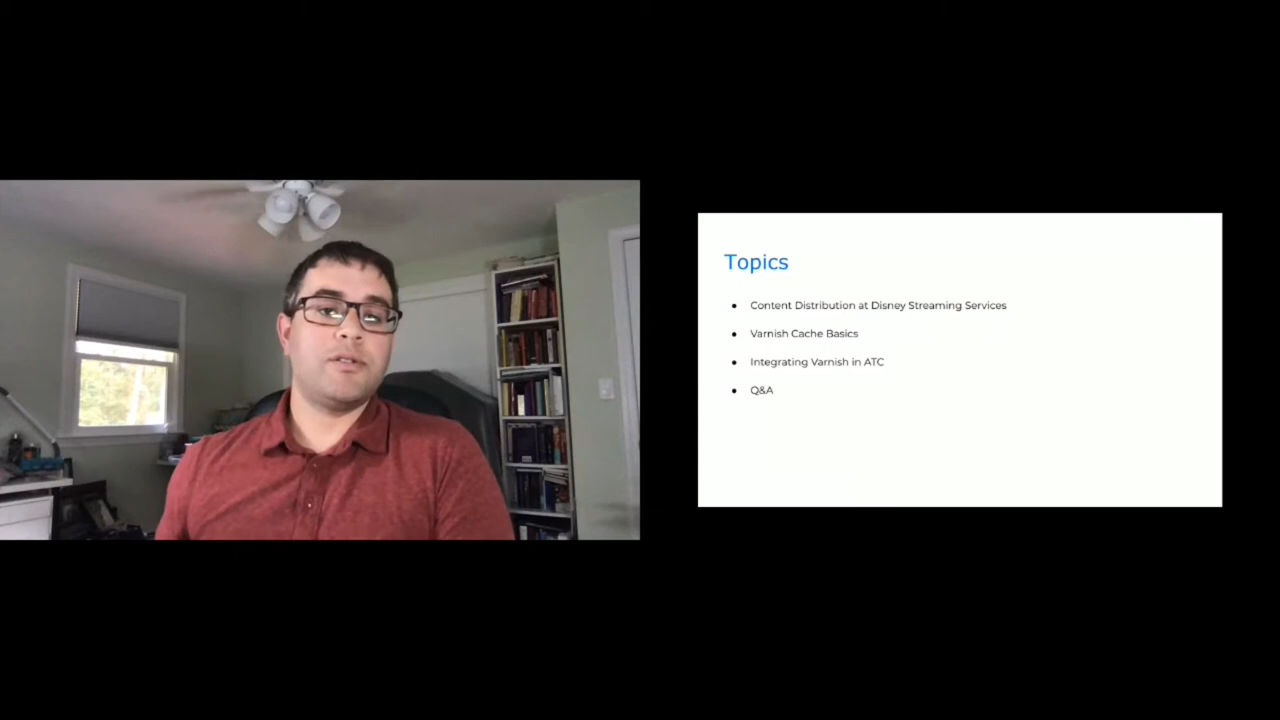 Topics
● Content Distribution at Disney Streaming Services
● Varnish Cache Basics
● Integrating Varnish in ATC
● Q&A